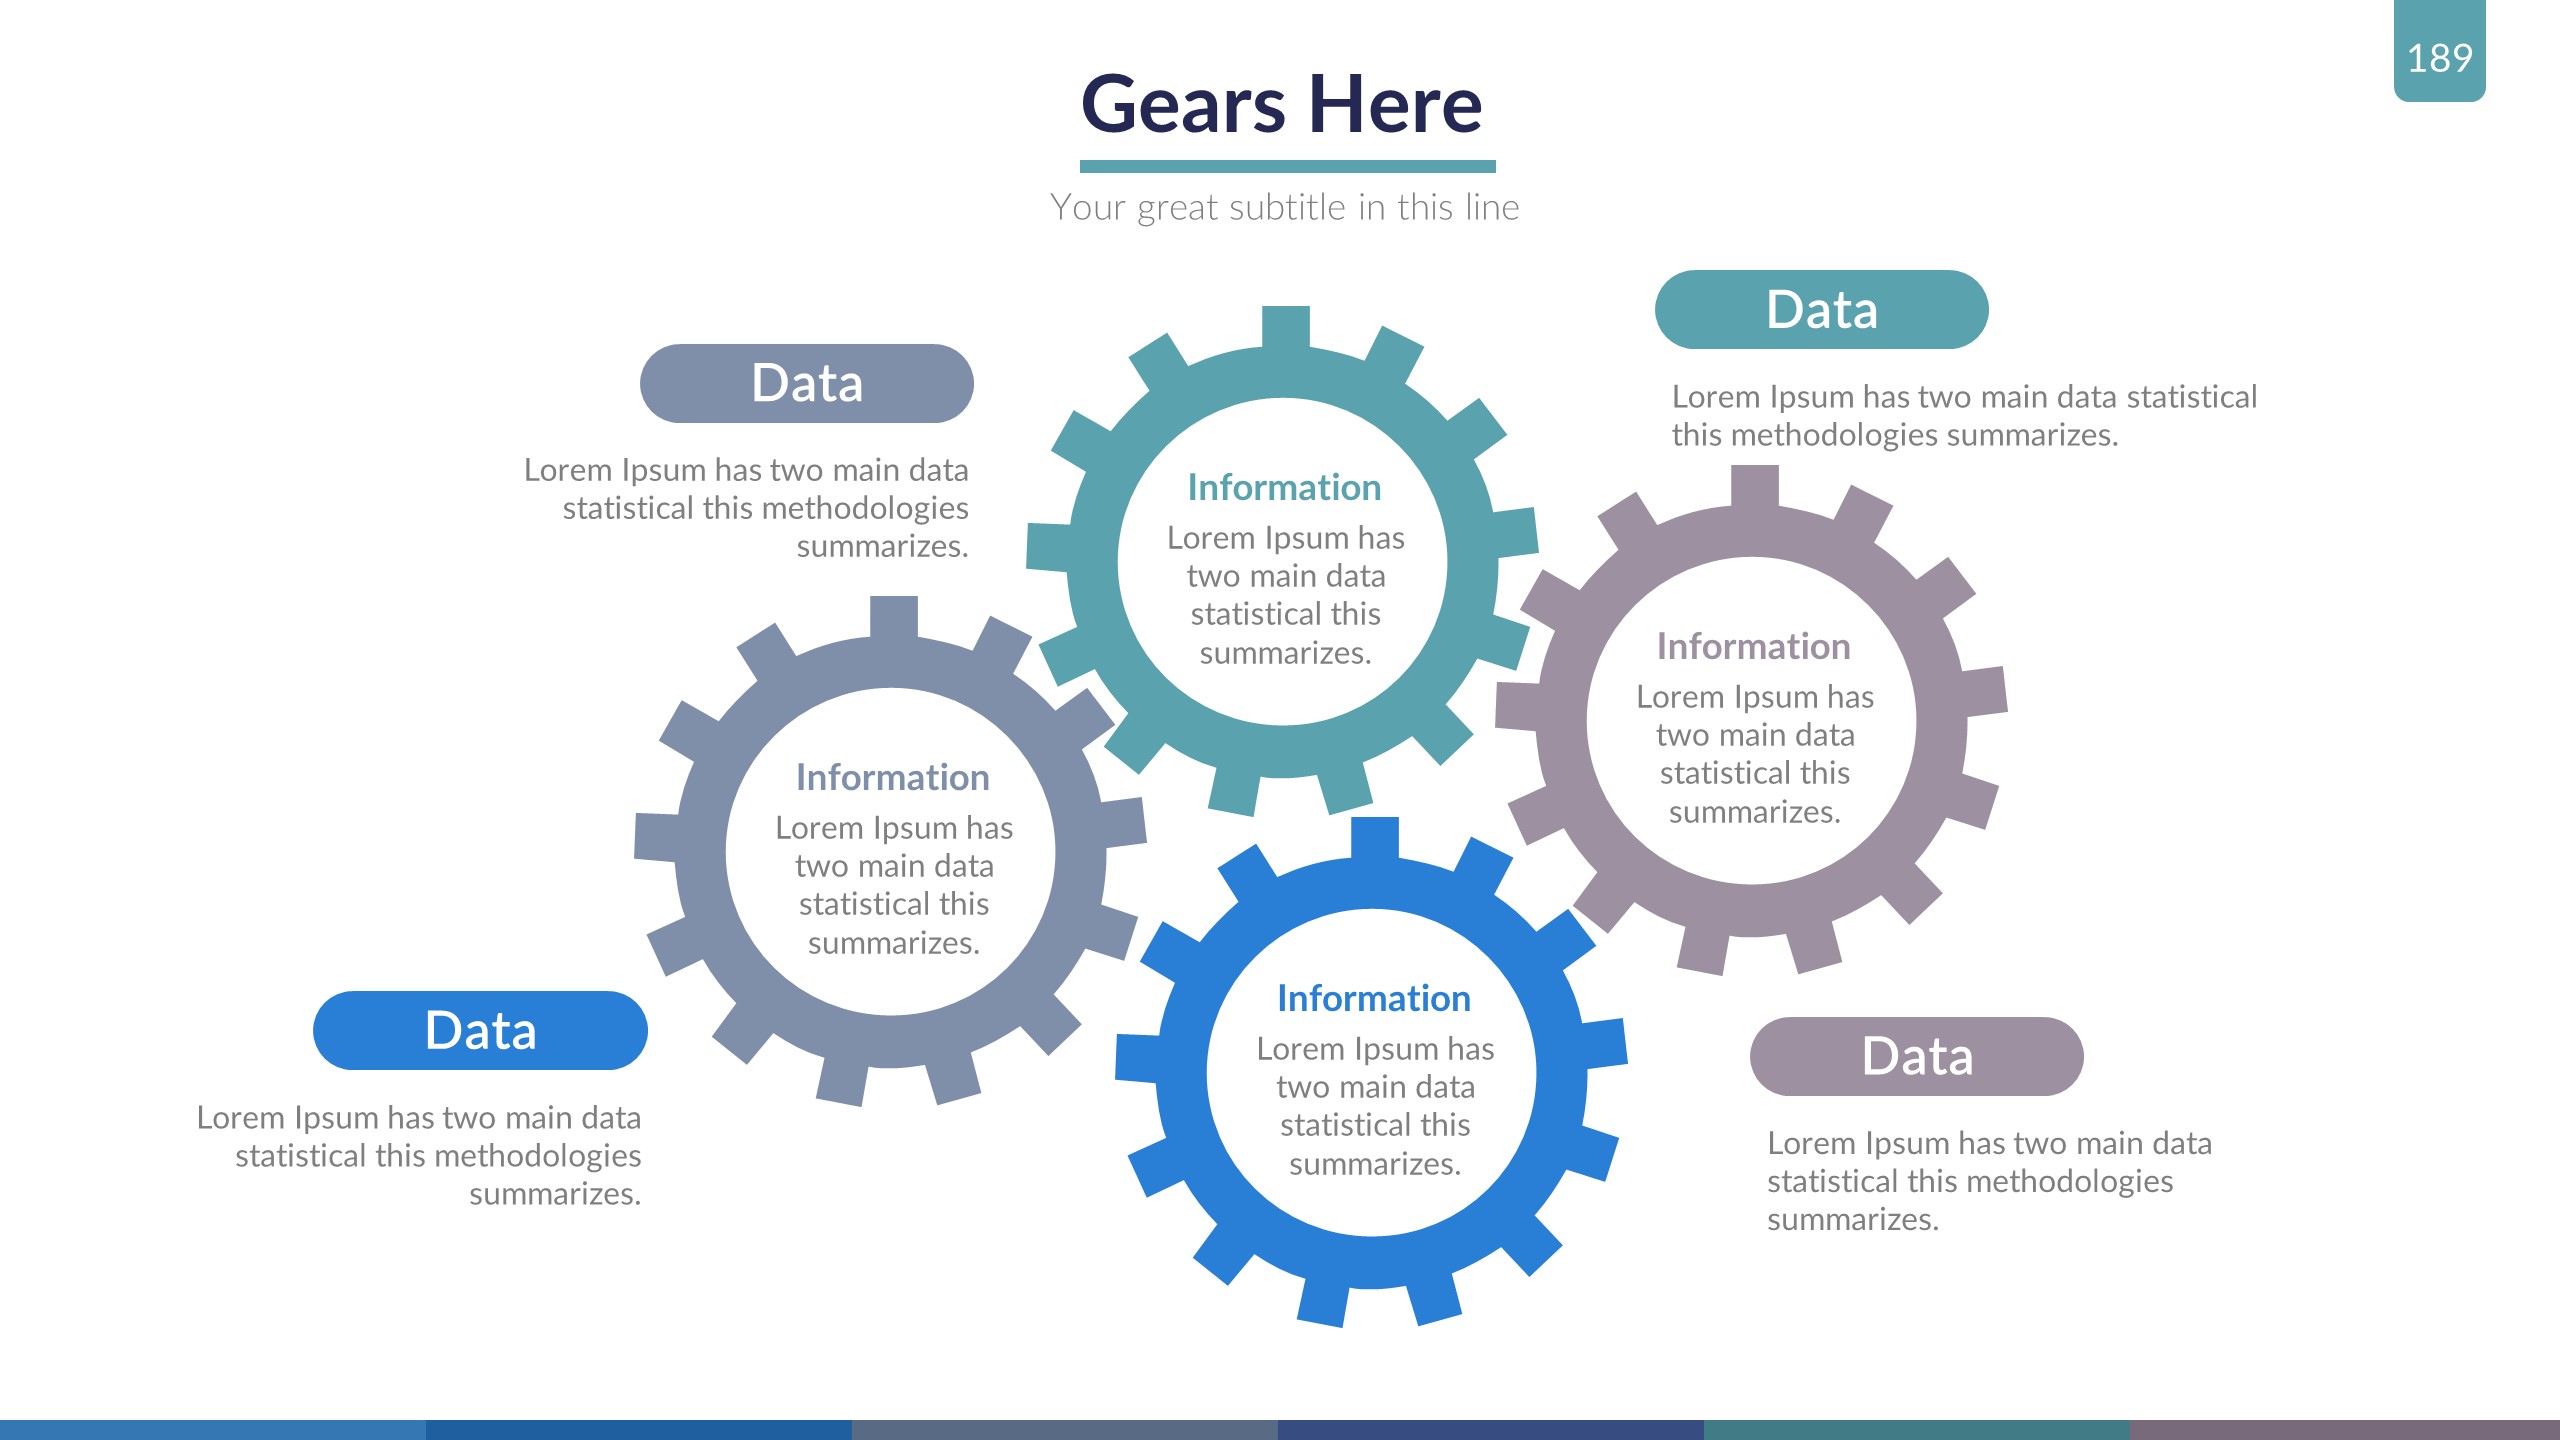 189
Gears Here
Your great subtitle in this line
Data
Lorem Ipsum has two main data statistical
this methodologies summarizes.
Data
Lorem Ipsum has two main data
statistical this methodologies
summarizes.
Information
Lorem Ipsum has
two main data
statistical this
summarizes.
Information
Lorem Ipsum has
two main data
statistical this
summarizes.
Information
Lorem Ipsum has
two main data
statistical this
summarizes.
Information
Lorem Ipsum has
two main data
statistical this
summarizes.
Data
Lorem Ipsum has two main data
statistical this methodologies
summarizes.
Data
Lorem Ipsum has two main data
statistical this methodologies
summarizes.